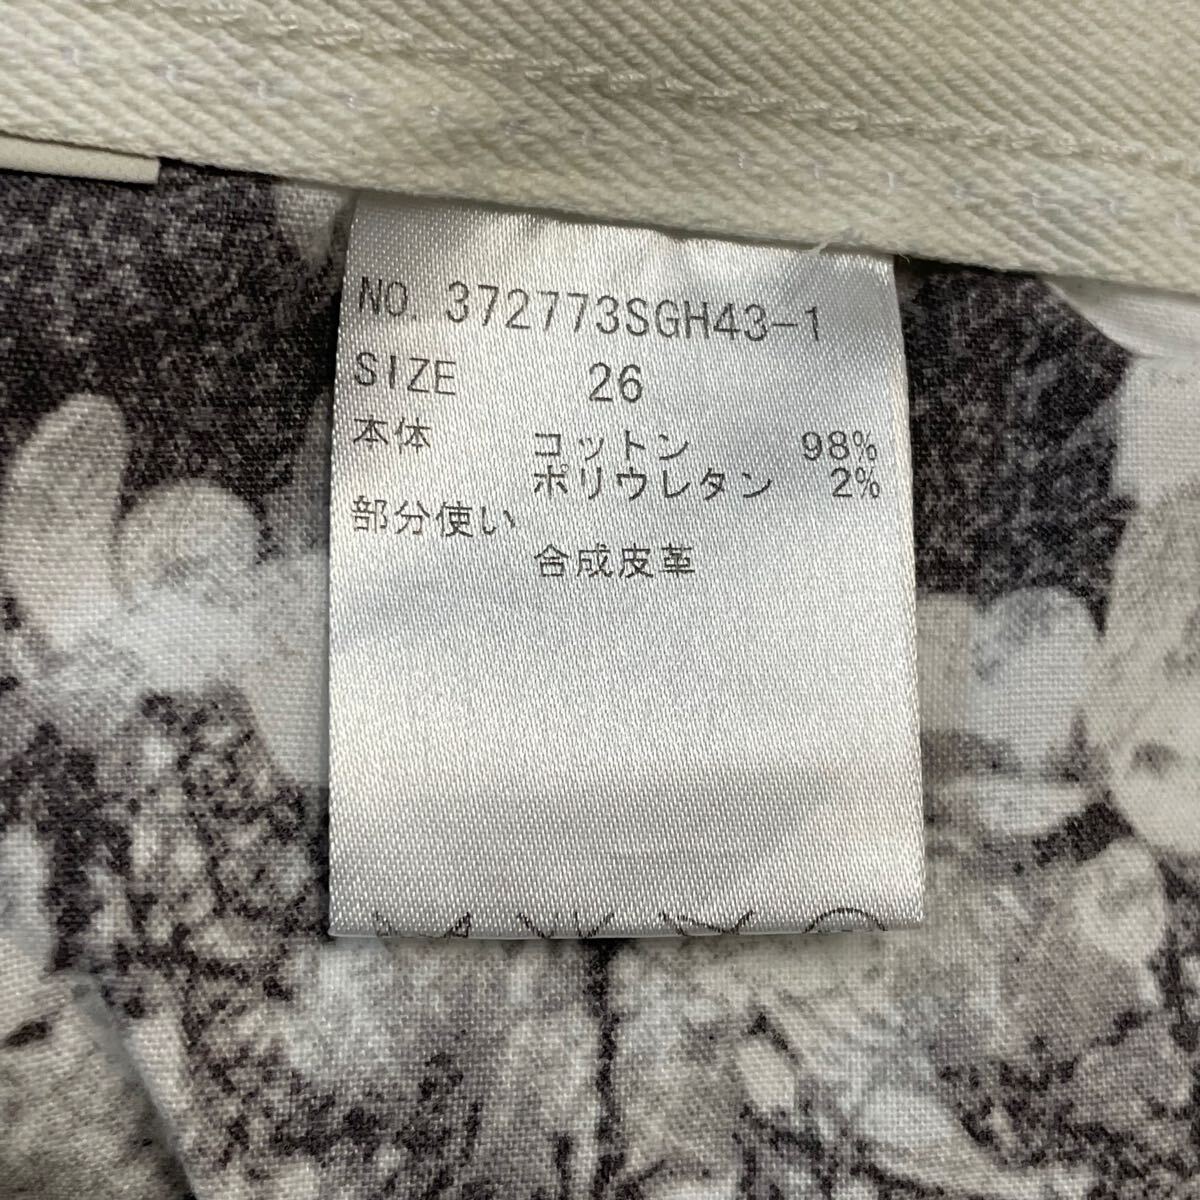 NO. 372773SGH43-1
SIZE 26
本体 コットン 98%
ポリウレタン 2%
部分使い
合成皮革